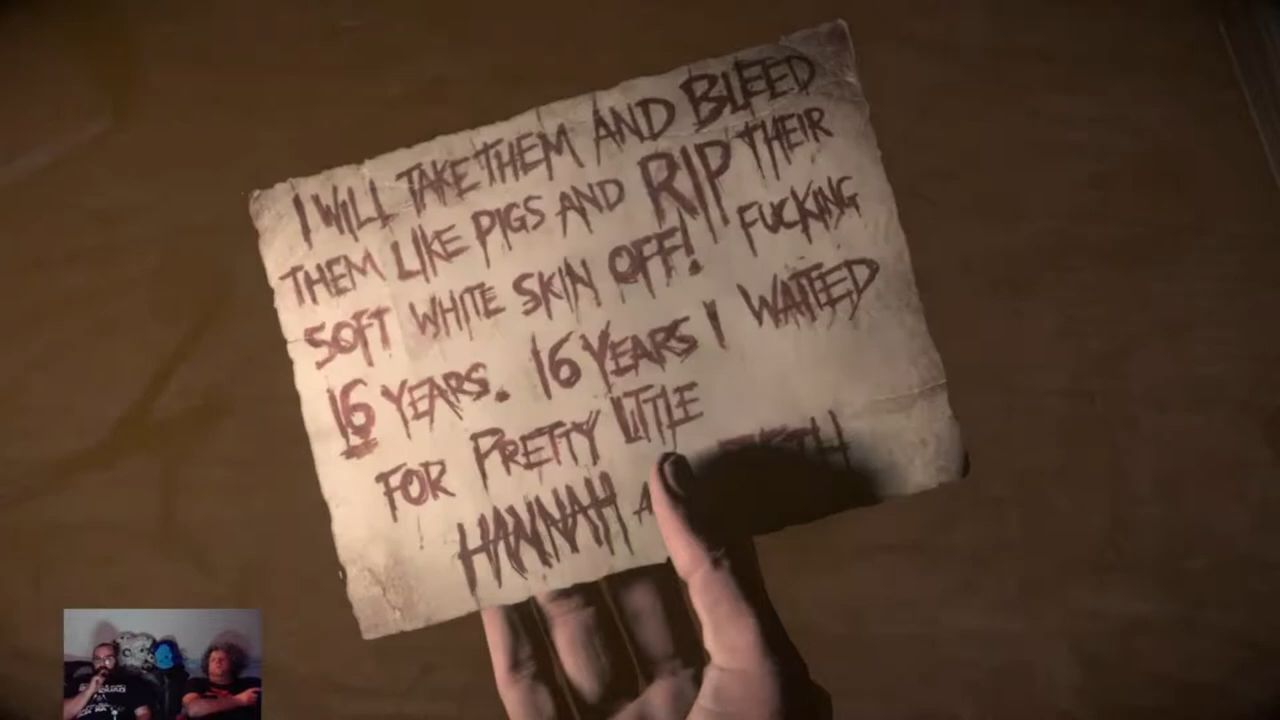 I WILL TAKE THEM AND BLEED
THEM LIKE PIGS AND RIP THEIR
SOFT WHITE SKIN OFF! FUCKING
16 YEARS. 16 YEARS I WAITED
FOR PRETTY LITTLE
HANNAH